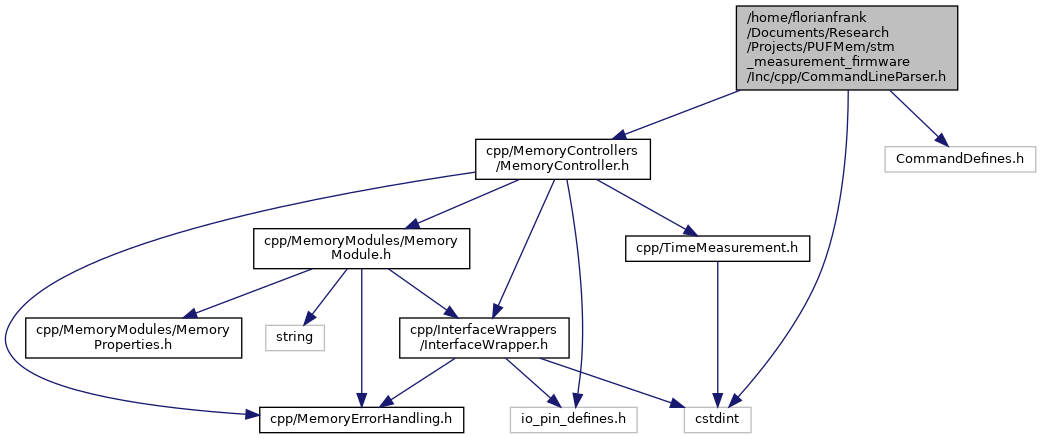 /home/florianfrank
/Documents/Research
/Projects/PUFMem/stm
_measurement_firmware
/Inc/cpp/CommandLineParser.h
cpp/MemoryControllers
/MemoryController.h
CommandDefines.h
cpp/MemoryModules/Memory
Module.h
cpp/TimeMeasurement.h
cpp/MemoryModules/Memory
Properties.h
string
cpp/InterfaceWrappers
/InterfaceWrapper.h
cpp/MemoryErrorHandling.h
io_pin_defines.h
cstdint